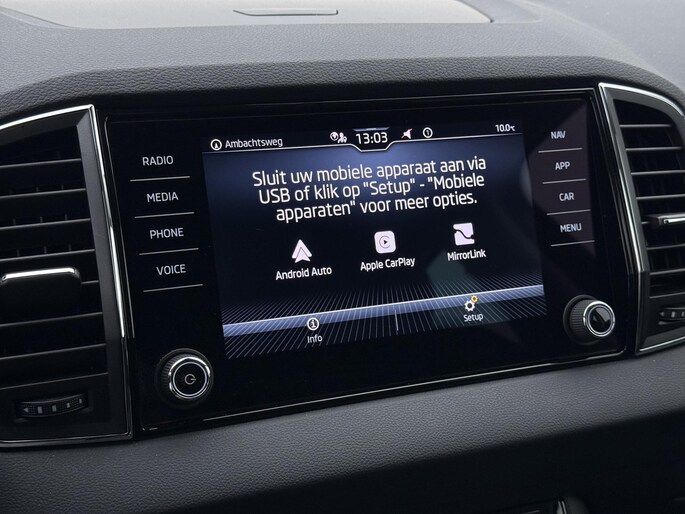 Ambachtsweg
13:03
10.0°C
Sluit uw mobiele apparaat aan via
USB of klik op "Setup" - "Mobiele
apparaten" voor meer opties.
Android Auto
Apple CarPlay
MirrorLink
Info
Setup
RADIO
MEDIA
PHONE
VOICE
NAV
APP
CAR
MENU